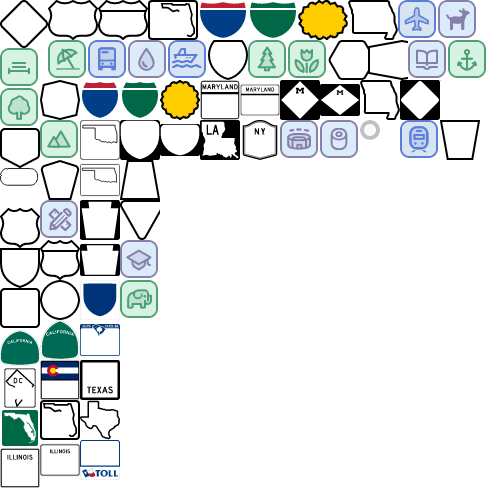 MARYLAND
MARYLAND
M
M
LA
NY
CALIFORNIA
CALIFORNIA
DC
TEXAS
ILLINOIS
ILLINOIS
TOLL